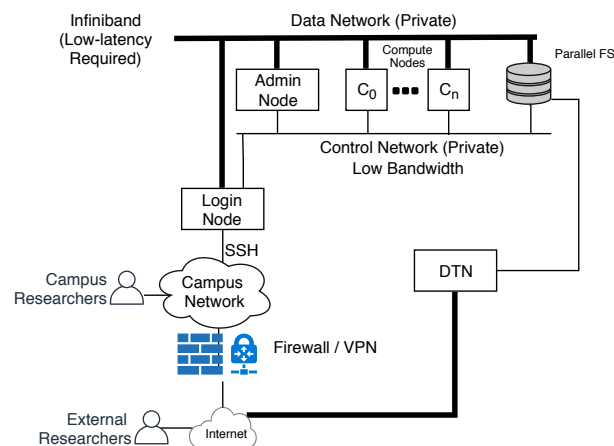 Infiniband
(Low-latency
Required)
Data Network (Private)
Parallel FS
Compute
Nodes
Admin
Node
C0
Cn
Control Network (Private)
Low Bandwidth
Login
Node
SSH
DTN
Campus
Researchers
Campus
Network
Firewall / VPN
External
Researchers
Internet